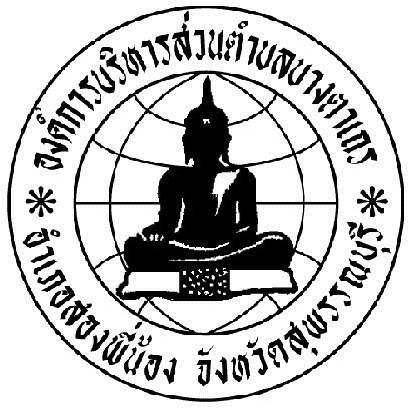 องค์การบริหารส่วนตำบลบางตาเถร
อำเภอสองพี่น้อง จังหวัดสุพรรณบุรี